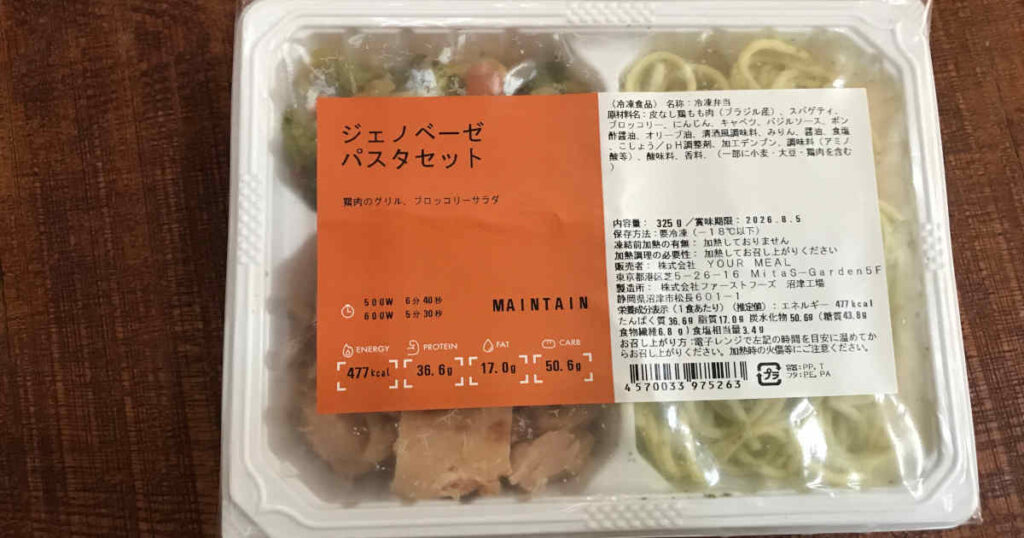 ジェノベーゼ
パスタセット
鶏肉のグリル、ブロッコリーサラダ
500W 6分40秒
600W 5分30秒
MAINTAIN
ENERGY PROTEIN FAT CARB
477kcal 36.6g 17.0g 50.6g
(冷凍食品) 名称:冷凍弁当
原材料名:皮なし鶏もも肉(ブラジル産)、スパゲティ、
ブロッコリー、にんじん、キャベツ、バジルソース、ポン
酢醤油、オリーブ油、清酒風調味料、みりん、醤油、食塩
、こしょう/pH調整剤、加工デンプン、調味料(アミノ
酸等)、酸味料、香料、(一部に小麦・大豆・鶏肉を含む
)
内容量: 325g/賞味期限:2026.8.5
保存方法:要冷凍(-18℃以下)
凍結前加熱の有無: 加熱しておりません
加熱調理の必要性: 加熱してお召し上がりください
販売者: 株式会社 YOUR MEAL
東京都港区芝5-26-16 MitaS-Garden5F
製造所: 株式会社ファーストフーズ 沼津工場
静岡県沼津市松長601-1
栄養成分表示(1食あたり)(推定値):エネルギー 477kcal
たんぱく質36.6g 脂質17.0g 炭水化物 50.6g(糖質43.8g
食物繊維6.8g)食塩相当量3.4g
お召し上がり方:電子レンジで左記の時間を目安に温めてか
らお召し上がりください。加熱時の火傷等にご注意ください。
4570033975263
プラ
容器:PP,T
フタ:PE,PA